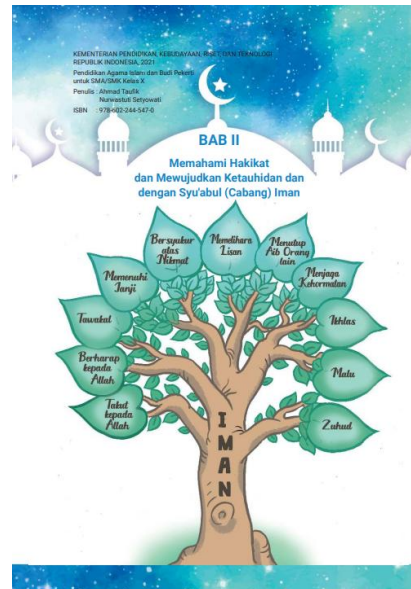 KEMENTERIAN PENDIDIKAN, KEBUDAYAAN, RISET, DAN TEKNOLOGI
REPUBLIK INDONESIA, 2021
Pendidikan Agama Islam dan Budi Pekerti
untuk SMA/SMK Kelas X
Penulis : Ahmad Taufik
Nurwastuti Setyowati
ISBN : 978-602-244-547-0
BAB II
Memahami Hakikat
dan Mewujudkan Ketauhidan dan
dengan Syu'abul (Cabang) Iman
Bersyukur
atas
Nikmat
Memelihara
Lisan
Menutup
Aib Orang
lain
Memenuhi
Janji
Menjaga
Kehormatan
Tawakal
Ikhlas
Berharap
kepada
Allah
Malu
Takut
kepada
Allah
Zuhud
I
M
A
N